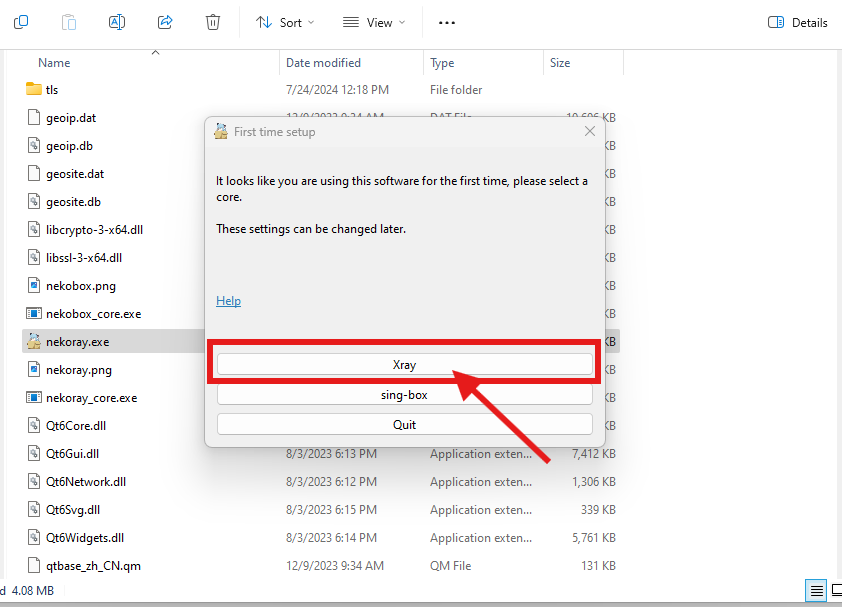 Sort
View
Details
Name Date modified Type Size
tls 7/24/2024 12:18 PM File folder
geoip.dat
geoip.db KB
geosite.dat KB
geosite.db KB
libcrypto-3-x64.dll KB
libssl-3-x64.dll KB
nekobox.png KB
nekobox_core.exe KB
nekoray.exe KB
nekoray.png KB
nekoray_core.exe KB
Qt6Core.dll KB
Qt6Gui.dll 8/3/2023 6:13 PM Application exten... 7,412 KB
Qt6Network.dll 8/3/2023 6:12 PM Application exten... 1,306 KB
Qt6Svg.dll 8/3/2023 6:15 PM Application exten... 339 KB
Qt6Widgets.dll 8/3/2023 6:14 PM Application exten... 5,761 KB
qtbase_zh_CN.qm 12/9/2023 9:34 AM QM File 131 KB
First time setup
It looks like you are using this software for the first time, please select a
core.
These settings can be changed later.
Help
Xray
sing-box
Quit
d 4.08 MB